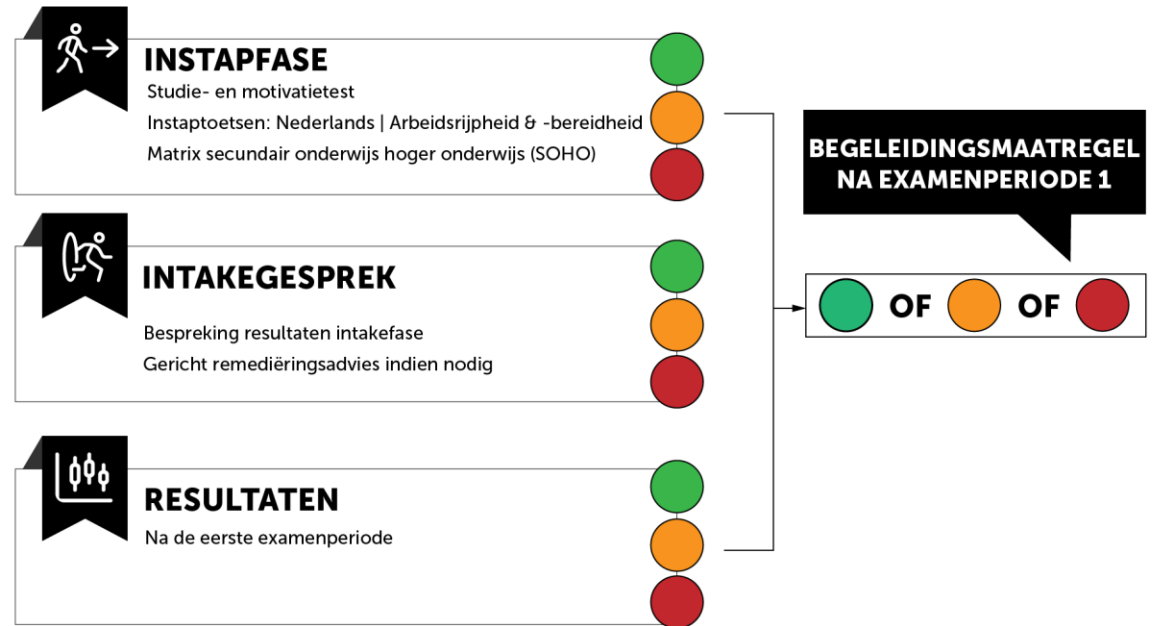 INSTAPFASE
Studie- en motivatietest
Instaptoetsen: Nederlands | Arbeidsrijpheid & -bereidheid
Matrix secundair onderwijs hoger onderwijs (SOHO)
INTAKEGESPREK
Bespreking resultaten intakefase
Gericht remediëringsadvies indien nodig
RESULTATEN
Na de eerste examenperiode
BEGELEIDINGSMAATREGEL
NA EXAMENPERIODE 1
OF OF